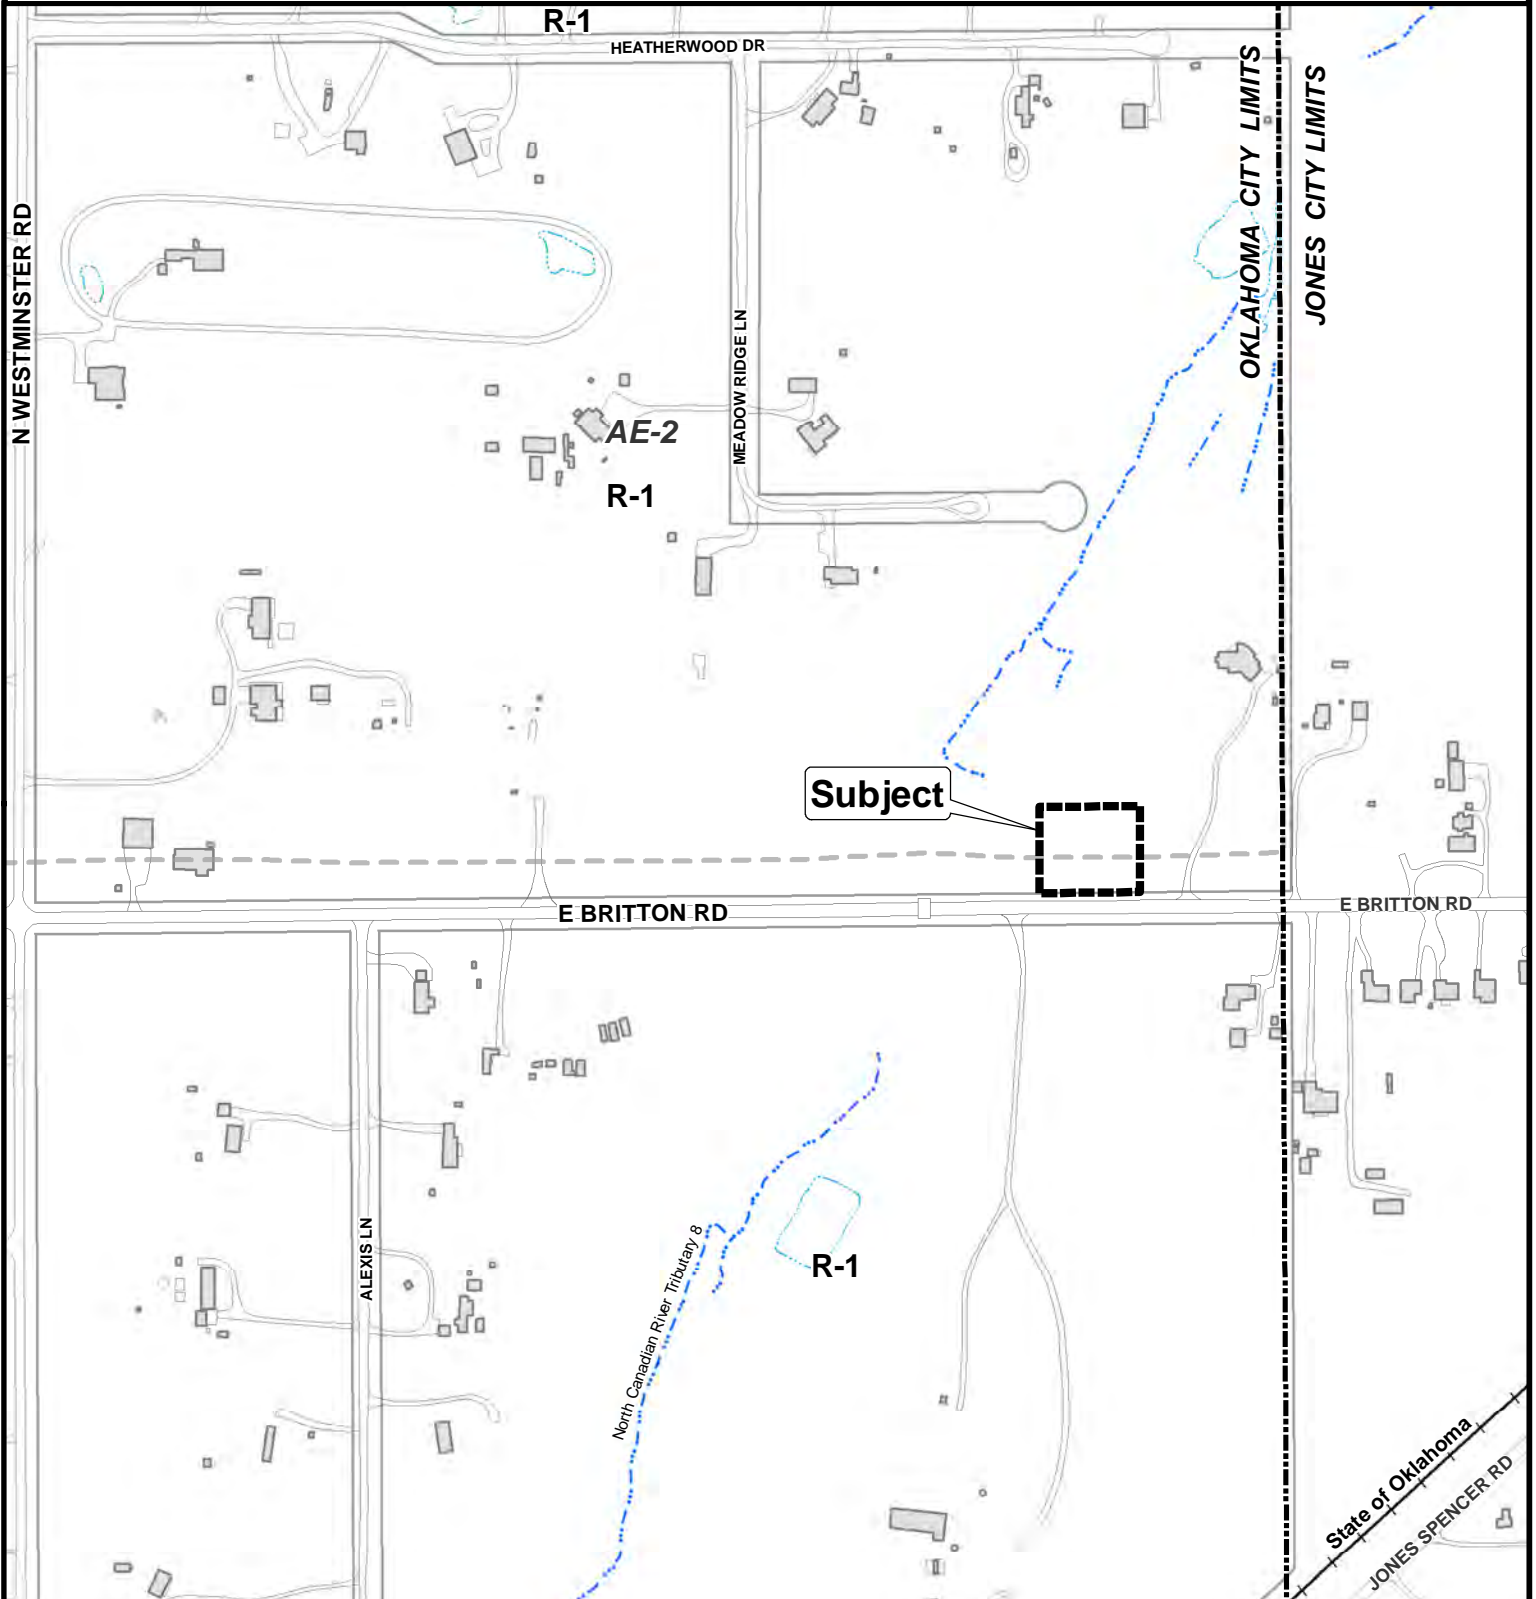 R-1
HEATHERWOOD DR
OKLAHOMA CITY LIMITS
JONES CITY LIMITS
N WESTMINSTER RD
MEADOW RIDGE LN
AE-2
R-1
Subject
E BRITTON RD
E BRITTON RD
ALEXIS LN
North Canadian River Tributary 8
R-1
State of Oklahoma
JONES SPENCER RD